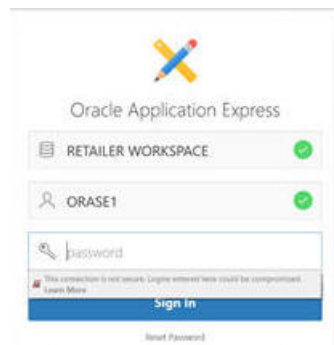 Oracle Application Express
RETAILER WORKSPACE
ORASE1
password
This connection is not secure. Logins entered here could be compromised.
Learn More
Sign In
Reset Password